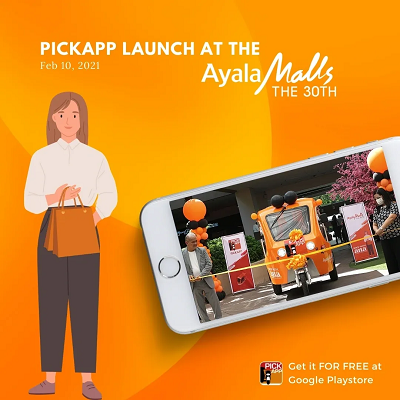 PICKAPP LAUNCH AT THE
Feb 10, 2021
Ayala Malls
THE 30TH
PICK
APP
Get it FOR FREE at
Google Playstore